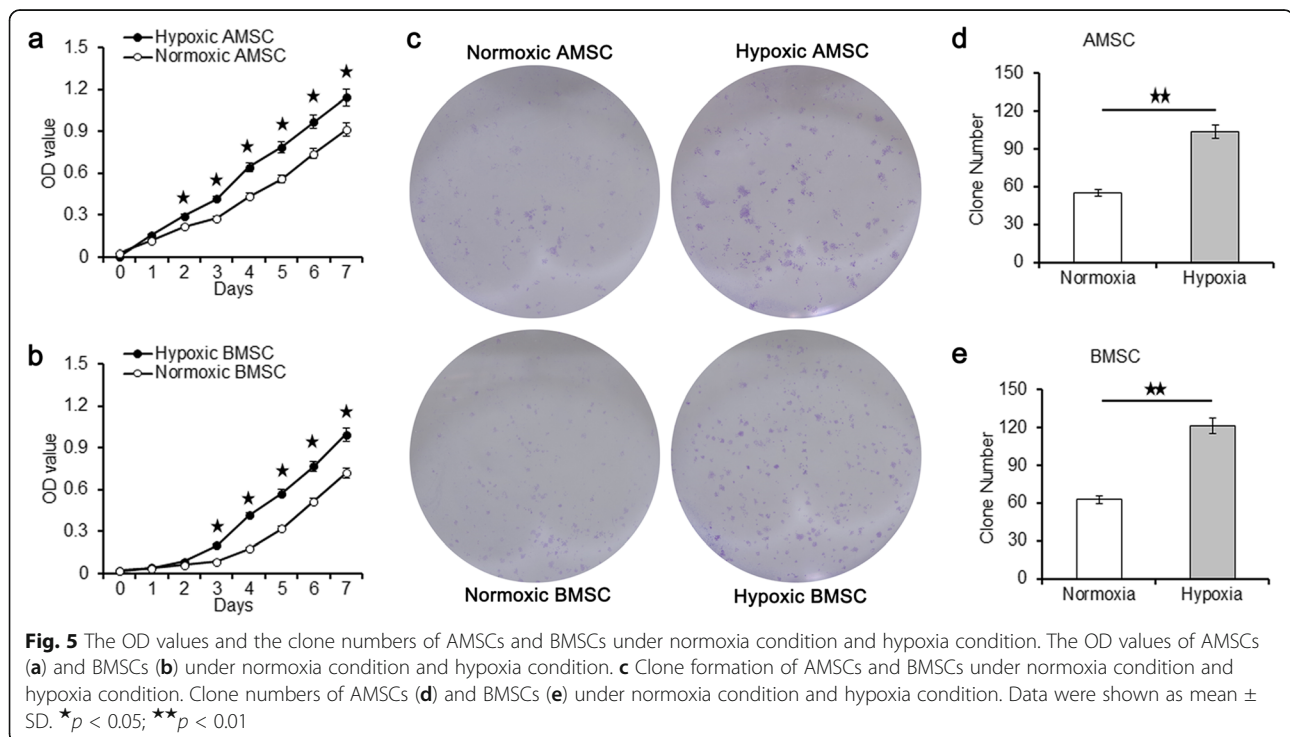 a
Hypoxic AMSC
Normoxic AMSC
1.5
1.2
0.9
0.6
0.3
0
OD value
0 1 2 3 4 5 6 7
Days
★ ★ ★ ★ ★ ★
b
Hypoxic BMSC
Normoxic BMSC
1.5
1.2
0.9
0.6
0.3
0
OD value
0 1 2 3 4 5 6 7
Days
★ ★ ★ ★ ★
c
Normoxic AMSC
Hypoxic AMSC
Normoxic BMSC
Hypoxic BMSC
d
AMSC
150
120
90
60
30
0
Clone Number
★★
Normoxia Hypoxia
e
BMSC
150
120
90
60
30
0
Clone Number
★★
Normoxia Hypoxia
Fig. 5 The OD values and the clone numbers of AMSCs and BMSCs under normoxia condition and hypoxia condition. The OD values of AMSCs
(a) and BMSCs (b) under normoxia condition and hypoxia condition. c Clone formation of AMSCs and BMSCs under normoxia condition and
hypoxia condition. Clone numbers of AMSCs (d) and BMSCs (e) under normoxia condition and hypoxia condition. Data were shown as mean ±
SD. ★p < 0.05; ★★p < 0.01